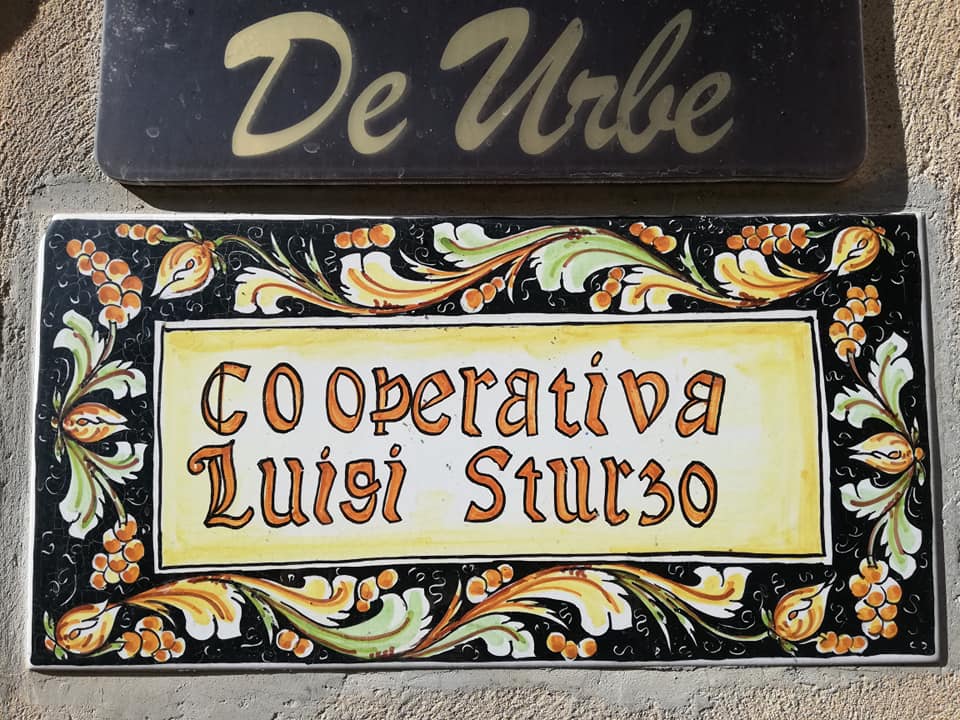 De Urbe
Cooperativa
Luigi Sturzo